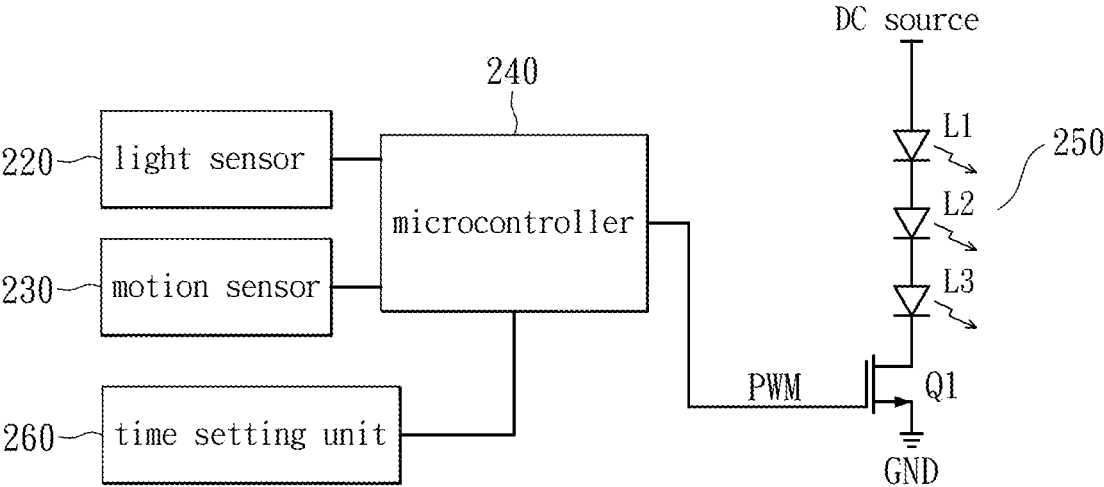 DC source
240
L1
250
220
light sensor
L2
microcontroller
230
motion sensor
L3
PWM
Q1
260
time setting unit
GND